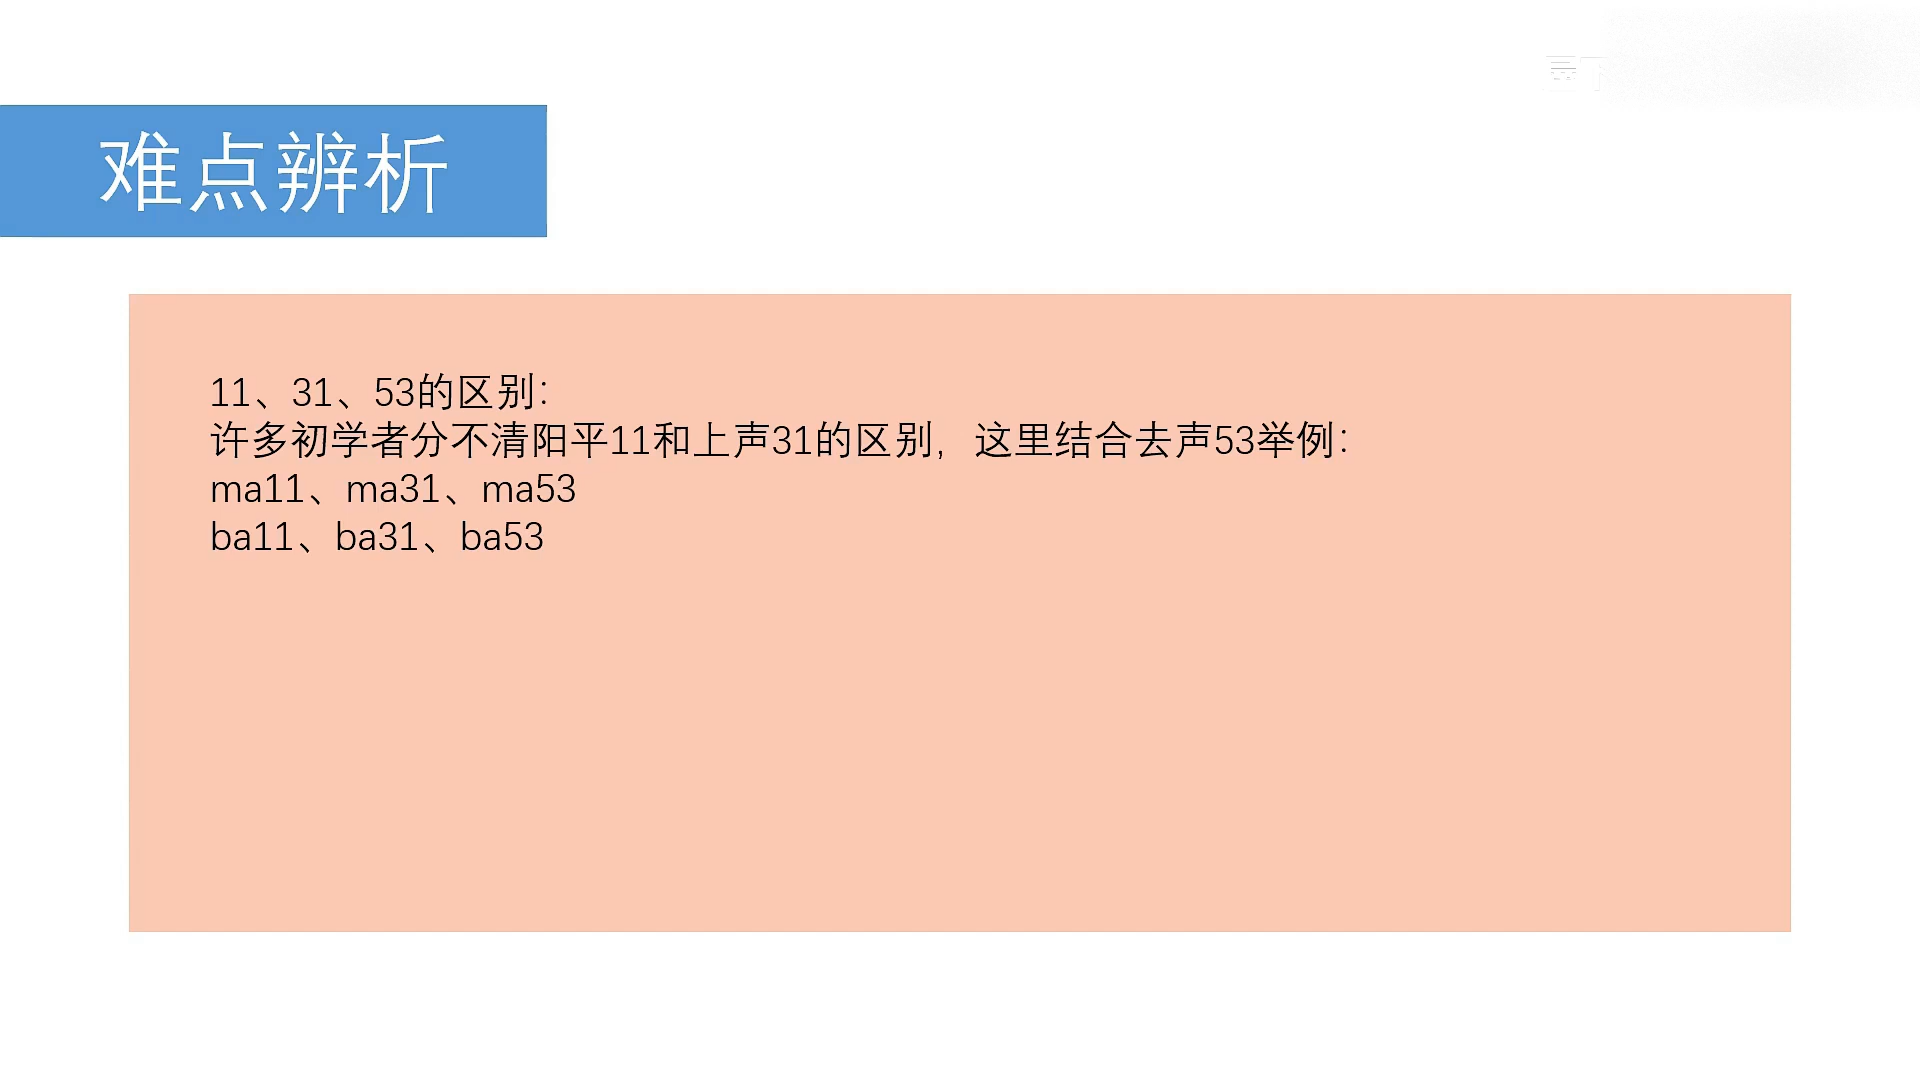 难点辨析
11、31、53的区别：
许多初学者分不清阳平11和上声31的区别，这里结合去声53举例：
ma11、ma31、ma53
ba11、ba31、ba53